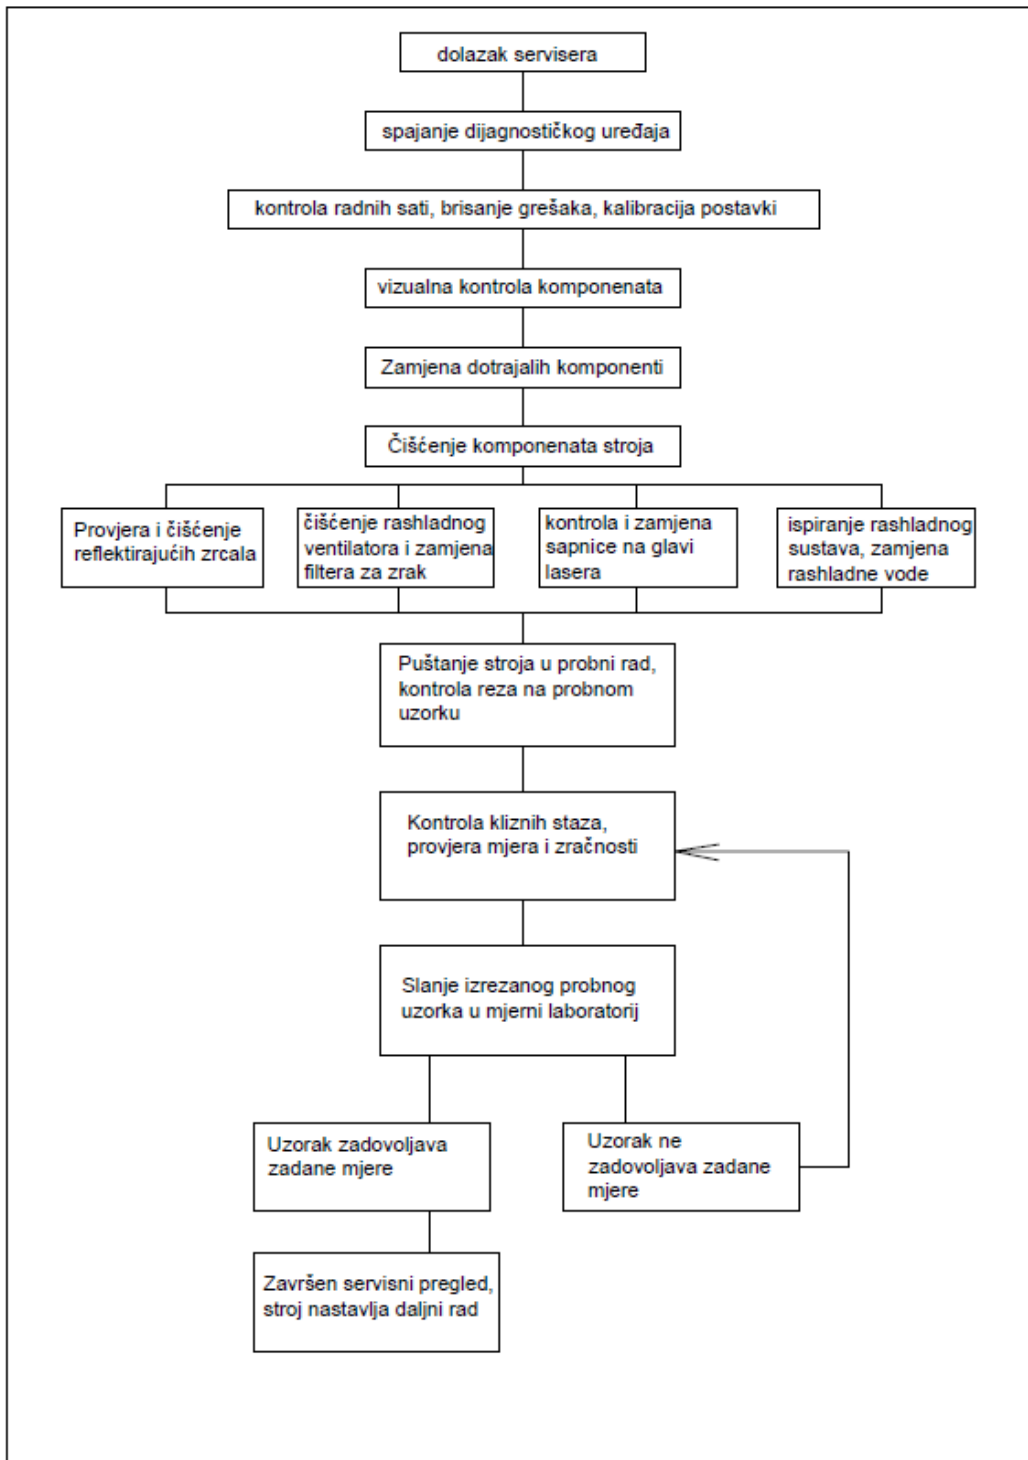 dolazak servisera
spajanje dijagnostičkog uređaja
kontrola radnih sati, brisanje grešaka, kalibracija postavki
vizualna kontrola komponenata
Zamjena dotrajalih komponenti
Čišćenje komponenata stroja
Provjera i čišćenje
reflektirajućih zrcala
čišćenje rashladnog
ventilatora i zamjena
filtera za zrak
kontrola i zamjena
sapnice na glavi
lasera
ispiranje rashladnog
sustava, zamjena
rashladne vode
Puštanje stroja u probni rad,
kontrola reza na probnom
uzorku
Kontrola kliznih staza,
provjera mjera i zračnosti
Slanje izrezanog probnog
uzorka u mjerni laboratorij
Uzorak zadovoljava
zadane mjere
Uzorak ne
zadovoljava zadane
mjere
Završen servisni pregled,
stroj nastavlja daljni rad